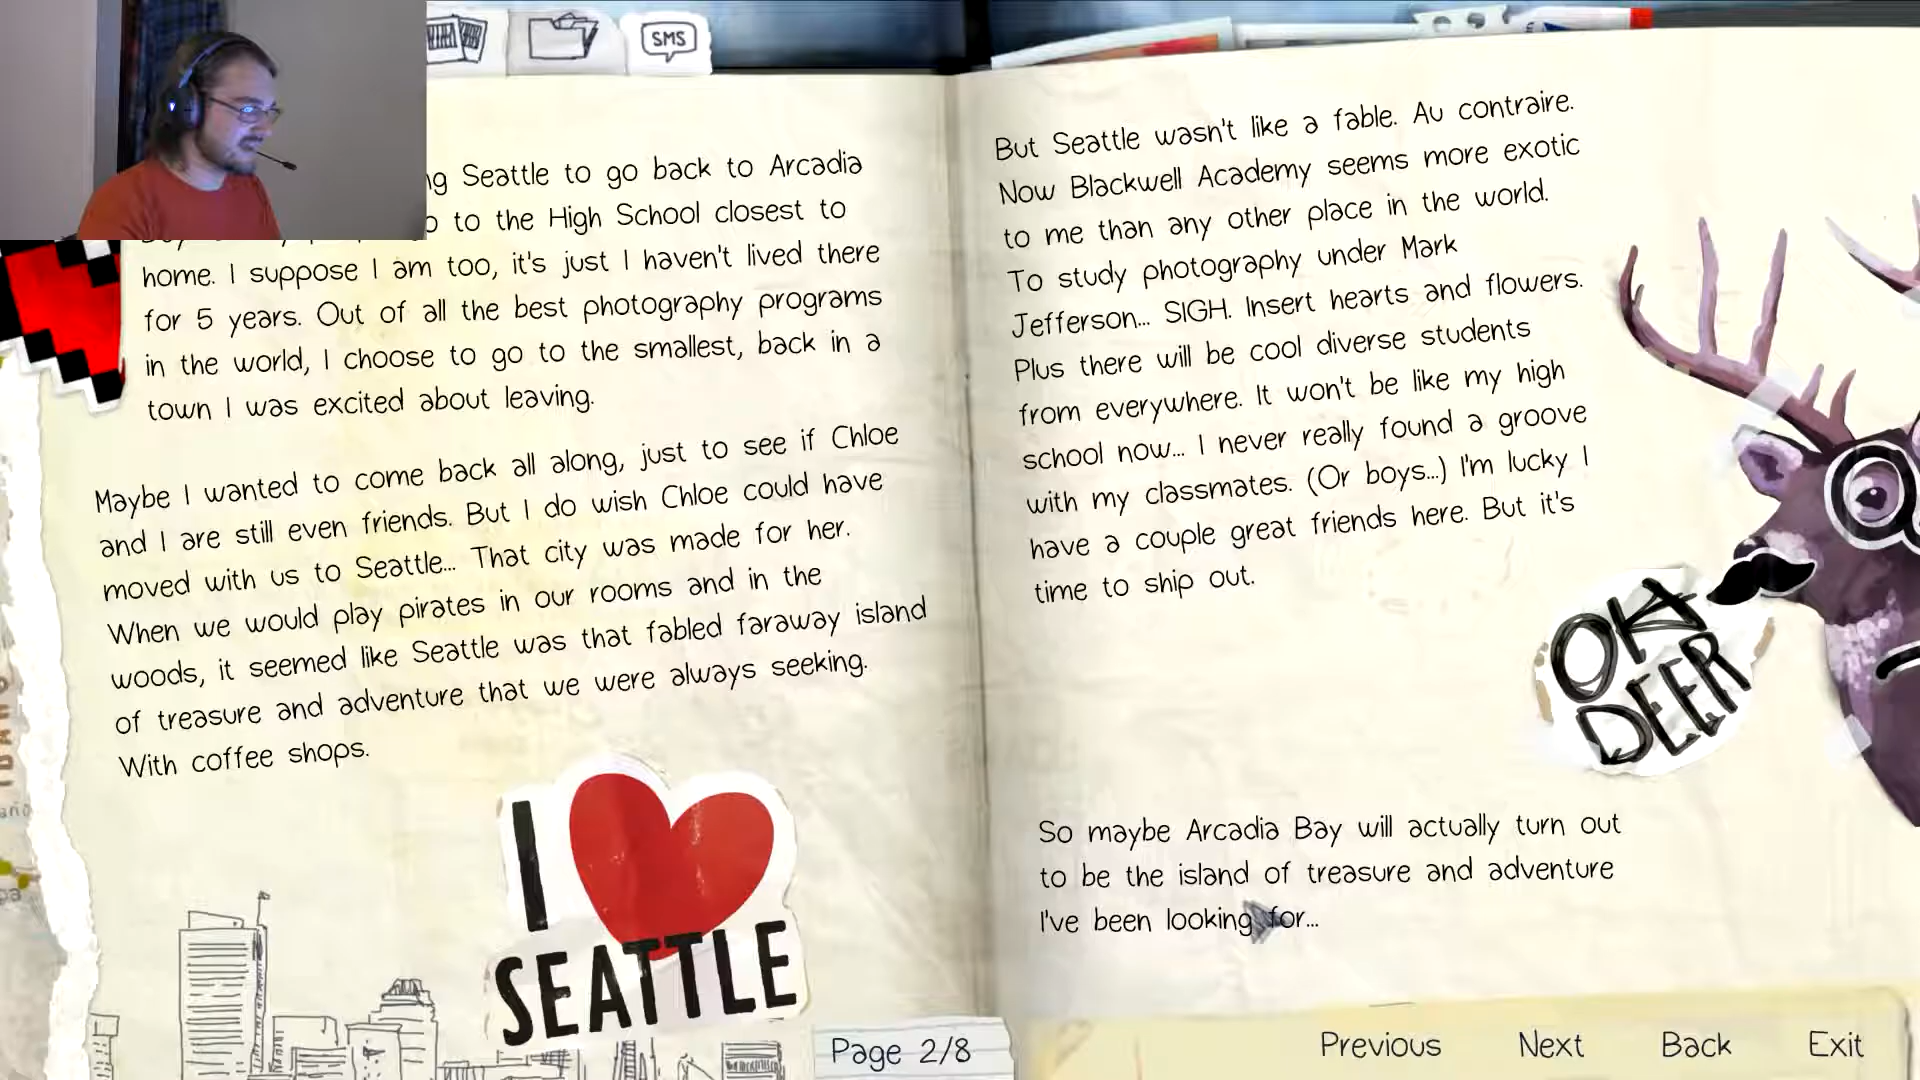 SMS
Seattle to go back to Arcadia
to the High School closest to
home. I suppose I am too, it's just I haven't lived there
for 5 years. Out of all the best photography programs
in the world, I choose to go to the smallest, back in a
town I was excited about leaving.
Maybe I wanted to come back all along, just to see if Chloe
and I are still even friends. But I do wish Chloe could have
moved with us to Seattle... That city was made for her.
When we would play pirates in our rooms and in the
woods, it seemed like Seattle was that fabled faraway island
of treasure and adventure that we were always seeking.
With coffee shops.
I
SEATTLE
Page 2/8
But Seattle wasn't like a fable. Au contraire.
Now Blackwell Academy seems more exotic
to me than any other place in the world.
To study photography under Mark
Jefferson... SIGH. Insert hearts and flowers.
Plus there will be cool diverse students
from everywhere. It won't be like my high
school now... I never really found a groove
with my classmates. (Or boys...) I'm lucky I
have a couple great friends here. But it's
time to ship out.
OH
DEER
So maybe Arcadia Bay will actually turn out
to be the island of treasure and adventure
I've been looking for...
Previous Next Back Exit